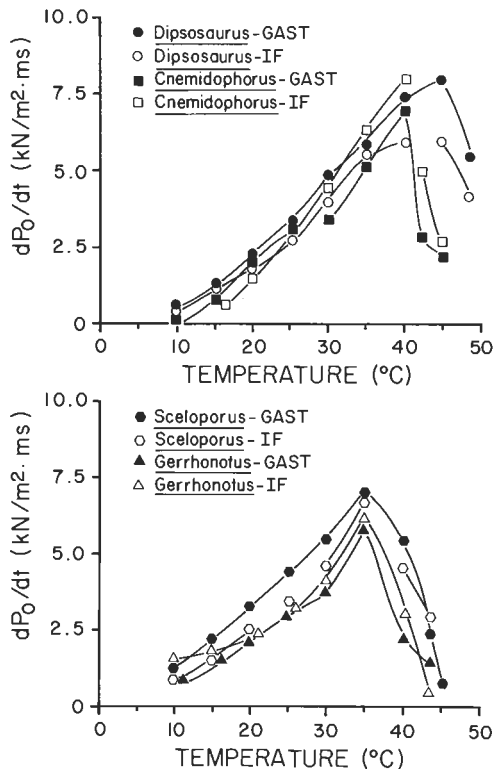 10.0
7.5
5.0
2.5
0
dP₀/dt (kN/m²·ms)
Dipsosaurus-GAST
Dipsosaurus-IF
Cnemidophorus-GAST
Cnemidophorus-IF
0 10 20 30 40 50
TEMPERATURE (°C)
10.0
7.5
5.0
2.5
0
dP₀/dt (kN/m²·ms)
Sceloporus-GAST
Sceloporus-IF
Gerrhonotus-GAST
Gerrhonotus-IF
0 10 20 30 40 50
TEMPERATURE (°C)